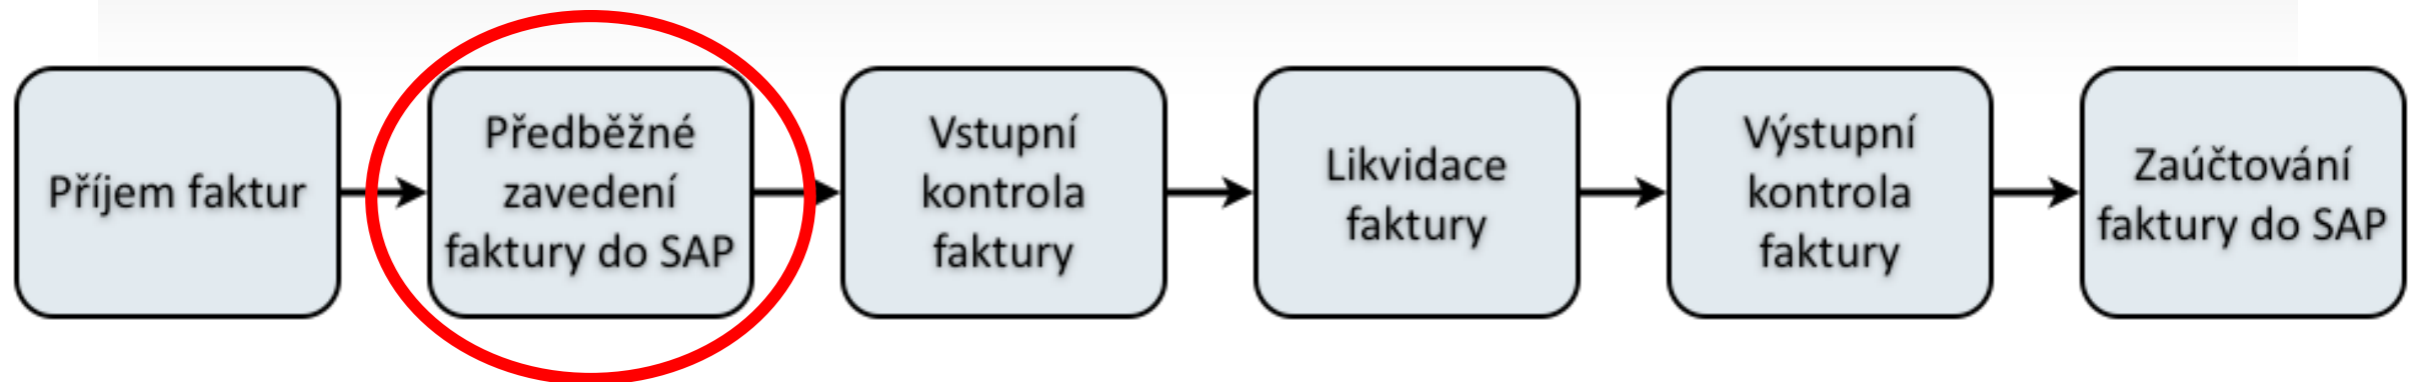 Příjem faktur
Předběžné
zavedení
faktury do SAP
Vstupní
kontrola
faktury
Likvidace
faktury
Výstupní
kontrola
faktury
Zaúčtování
faktury do SAP